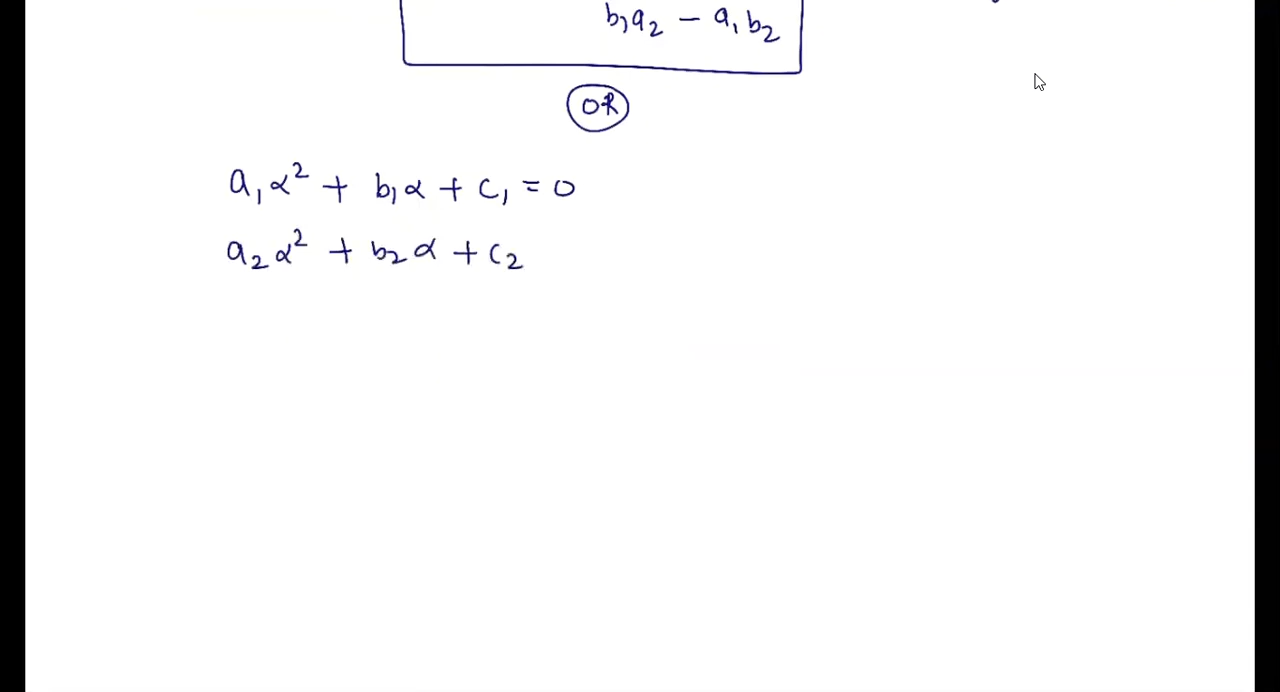 b₁a₂ − a₁b₂
OR
a₁α² + b₁α + c₁ = 0
a₂α² + b₂α + c₂